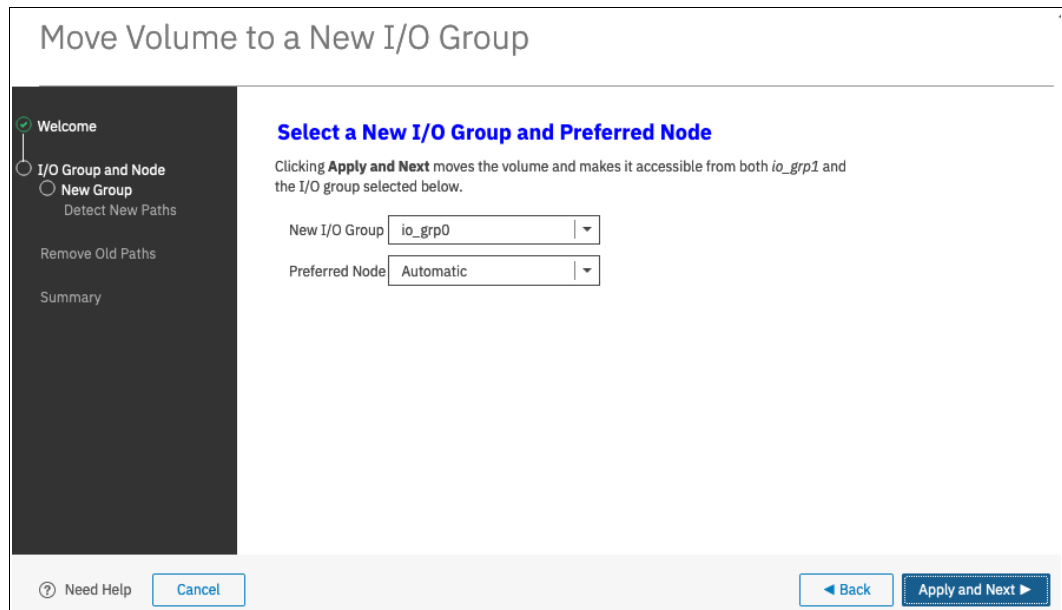 Move Volume to a New I/O Group
Welcome
I/O Group and Node
New Group
Detect New Paths
Remove Old Paths
Summary
Select a New I/O Group and Preferred Node
Clicking Apply and Next moves the volume and makes it accessible from both io_grp1 and
the I/O group selected below.
New I/O Group io_grp0
Preferred Node Automatic
? Need Help Cancel ◄ Back Apply and Next ►